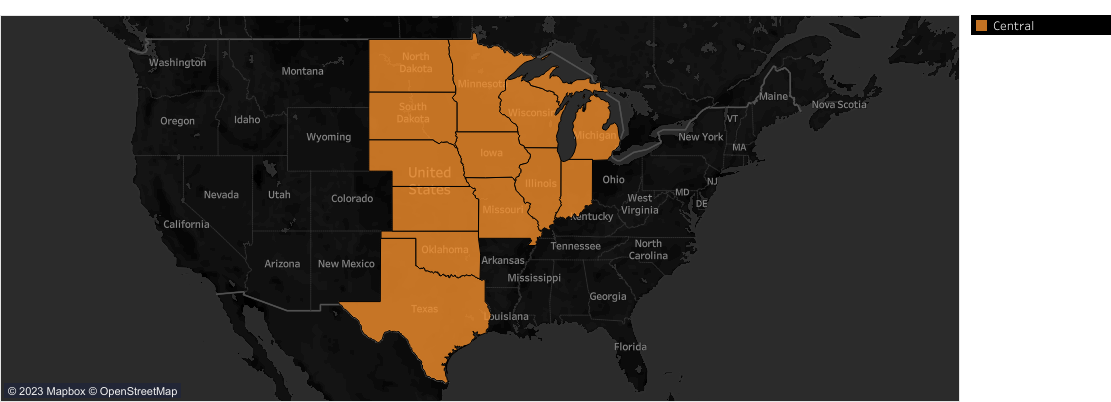 Central
Washington
Montana
North
Dakota
Minnesot
Maine
Nova Scotia
Oregon
Idaho
South
Dakota
Wisconsin
VT
Wyoming
Michigan
New York
MA
Iowa
United
States
Illinois
Ohio
NJ
Nevada
Utah
Colorado
MD
DE
West
Virginia
California
Missouri
Kentucky
Oklahoma
Tennessee
North
Carolina
Arizona
New Mexico
Arkansas
Mississippi
Georgia
Texas
Louisiana
Florida
© 2023 Mapbox © OpenStreetMap